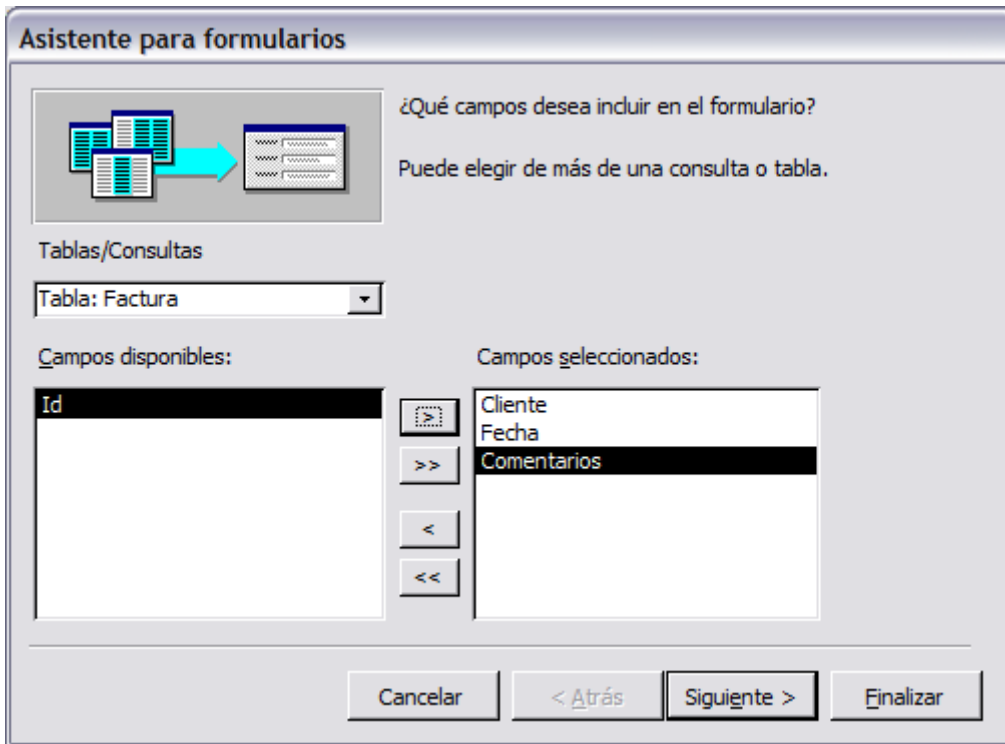 Asistente para formularios
¿Qué campos desea incluir en el formulario?
Puede elegir de más de una consulta o tabla.
Tablas/Consultas
Tabla: Factura
Campos disponibles:
Campos seleccionados:
Id
Cliente
Fecha
Comentarios
>
>>
<
<<
Cancelar
< Atrás
Siguiente >
Finalizar